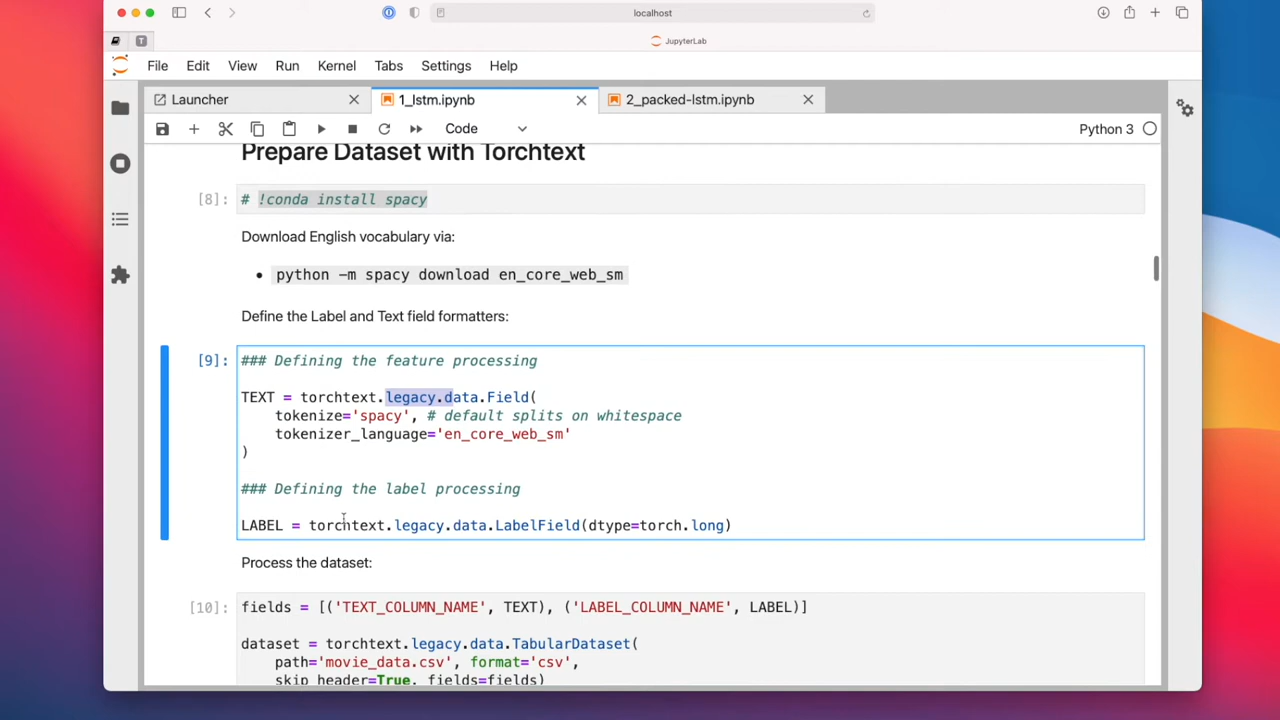 localhost
T
JupyterLab
File Edit View Run Kernel Tabs Settings Help
Launcher 1_lstm.ipynb 2_packed-lstm.ipynb
Code Python 3
Prepare Dataset with Torchtext
[8]: # !conda install spacy
Download English vocabulary via:
• python -m spacy download en_core_web_sm
Define the Label and Text field formatters:
[9]: ### Defining the feature processing
TEXT = torchtext.legacy.data.Field(
tokenize='spacy', # default splits on whitespace
tokenizer_language='en_core_web_sm'
)
### Defining the label processing
LABEL = torchtext.legacy.data.LabelField(dtype=torch.long)
Process the dataset:
[10]: fields = [('TEXT_COLUMN_NAME', TEXT), ('LABEL_COLUMN_NAME', LABEL)]
dataset = torchtext.legacy.data.TabularDataset(
path='movie_data.csv', format='csv',
skip_header=True, fields=fields)